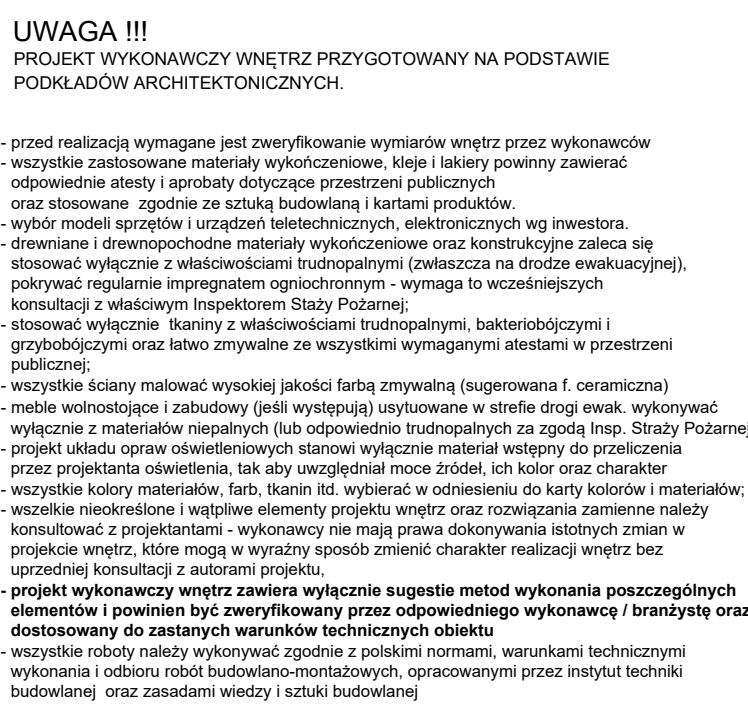 UWAGA !!!
PROJEKT WYKONAWCZY WNĘTRZ PRZYGOTOWANY NA PODSTAWIE
PODKŁADÓW ARCHITEKTONICZNYCH.
- przed realizacją wymagane jest zweryfikowanie wymiarów wnętrz przez wykonawców
- wszystkie zastosowane materiały wykończeniowe, kleje i lakiery powinny zawierać
odpowiednie atesty i aprobaty dotyczące przestrzeni publicznych
oraz stosowane  zgodnie ze sztuką budowlaną i kartami produktów.
- wybór modeli sprzętów i urządzeń teletechnicznych, elektronicznych wg inwestora.
- drewniane i drewnopochodne materiały wykończeniowe oraz konstrukcyjne zaleca się
stosować wyłącznie z właściwościami trudnopalnymi (zwłaszcza na drodze ewakuacyjnej),
pokrywać regularnie impregnatem ogniochronnym - wymaga to wcześniejszych
konsultacji z właściwym Inspektorem Staży Pożarnej;
- stosować wyłącznie  tkaniny z właściwościami trudnopalnymi, bakteriobójczymi i
grzybobójczymi oraz łatwo zmywalne ze wszystkimi wymaganymi atestami w przestrzeni
publicznej;
- wszystkie ściany malować wysokiej jakości farbą zmywalną (sugerowana f. ceramiczna)
- meble wolnostojące i zabudowy (jeśli występują) usytuowane w strefie drogi ewak. wykonywać
wyłącznie z materiałów niepalnych (lub odpowiednio trudnopalnych za zgodą Insp. Straży Pożarnej
- projekt układu opraw oświetleniowych stanowi wyłącznie materiał wstępny do przeliczenia
przez projektanta oświetlenia, tak aby uwzględniał moce źródeł, ich kolor oraz charakter
- wszystkie kolory materiałów, farb, tkanin itd. wybierać w odniesieniu do karty kolorów i materiałów;
- wszelkie nieokreślone i wątpliwe elementy projektu wnętrz oraz rozwiązania zamienne należy
konsultować z projektantami - wykonawcy nie mają prawa dokonywania istotnych zmian w
projekcie wnętrz, które mogą w wyraźny sposób zmienić charakter realizacji wnętrz bez
uprzedniej konsultacji z autorami projektu,
- projekt wykonawczy wnętrz zawiera wyłącznie sugestie metod wykonania poszczególnych
elementów i powinien być zweryfikowany przez odpowiedniego wykonawcę / branżystę oraz
dostosowany do zastanych warunków technicznych obiektu
- wszystkie roboty należy wykonywać zgodnie z polskimi normami, warunkami technicznymi
wykonania i odbioru robót budowlano-montażowych, opracowanymi przez instytut techniki
budowlanej  oraz zasadami wiedzy i sztuki budowlanej